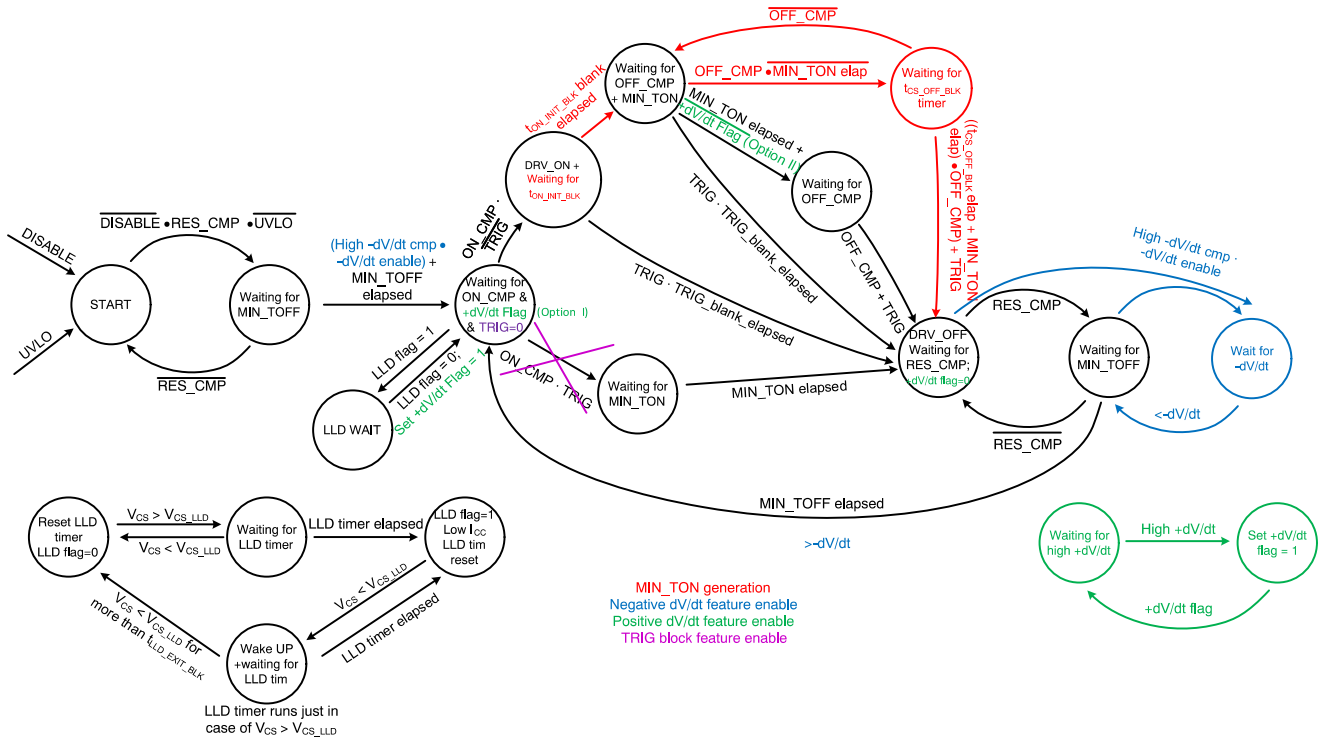 OFF_CMP
Waiting for
OFF_CMP
+ MIN_TON
OFF_CMP •MIN_TON elap
Waiting for
tCS_OFF_BLK
timer
tON_INIT_BLK blank
elapsed
MIN_TON elapsed +
+dV/dt Flag (Option II)
((tCS_OFF_BLK elap + MIN_TON
elap) • OFF_CMP) + TRIG
DRV_ON +
Waiting for
tON_INIT_BLK
Waiting for
OFF_CMP
TRIG · TRIG_blank_elapsed
OFF_CMP + TRIG
DISABLE •RES_CMP •UVLO
DISABLE
START
UVLO
Waiting for
MIN_TOFF
RES_CMP
(High -dV/dt cmp •
-dV/dt enable) +
MIN_TOFF
elapsed
ON_CMP ·
TRIG
Waiting for
ON_CMP &
+dV/dt Flag (Option I)
& TRIG=0
TRIG · TRIG_blank_elapsed
LLD flag = 1
LLD flag = 0;
Set +dV/dt Flag = 1
LLD WAIT
ON_CMP · TRIG
Waiting for
MIN_TON
MIN_TON elapsed
DRV_OFF
Waiting for
RES_CMP;
+dV/dt flag=0
RES_CMP
Waiting for
MIN_TOFF
RES_CMP
High -dV/dt cmp ·
-dV/dt enable
Wait for
-dV/dt
<-dV/dt
MIN_TOFF elapsed
>-dV/dt
Reset LLD
timer
LLD flag=0
VCS > VCS_LLD
VCS < VCS_LLD
Waiting for
LLD timer
LLD timer elapsed
LLD flag=1
Low ICC
LLD tim
reset
VCS < VCS_LLD
LLD timer elapsed
VCS < VCS_LLD for
more than tLLD_EXIT_BLK
Wake UP
+waiting for
LLD tim
LLD timer runs just in
case of VCS > VCS_LLD
MIN_TON generation
Negative dV/dt feature enable
Positive dV/dt feature enable
TRIG block feature enable
Waiting for
high +dV/dt
High +dV/dt
Set +dV/dt
flag = 1
+dV/dt flag